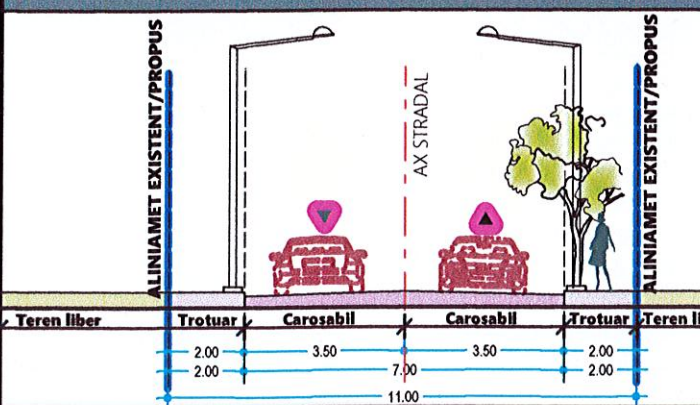 ALINIAMET EXISTENT/PROPUS
AX STRADAL
ALINIAMET EXISTENT/PROPUS
Teren liber Trotuar Carosabil Carosabil Trotuar Teren li
2.00 3.50 3.50 2.00
2.00 7.00 2.00
11.00